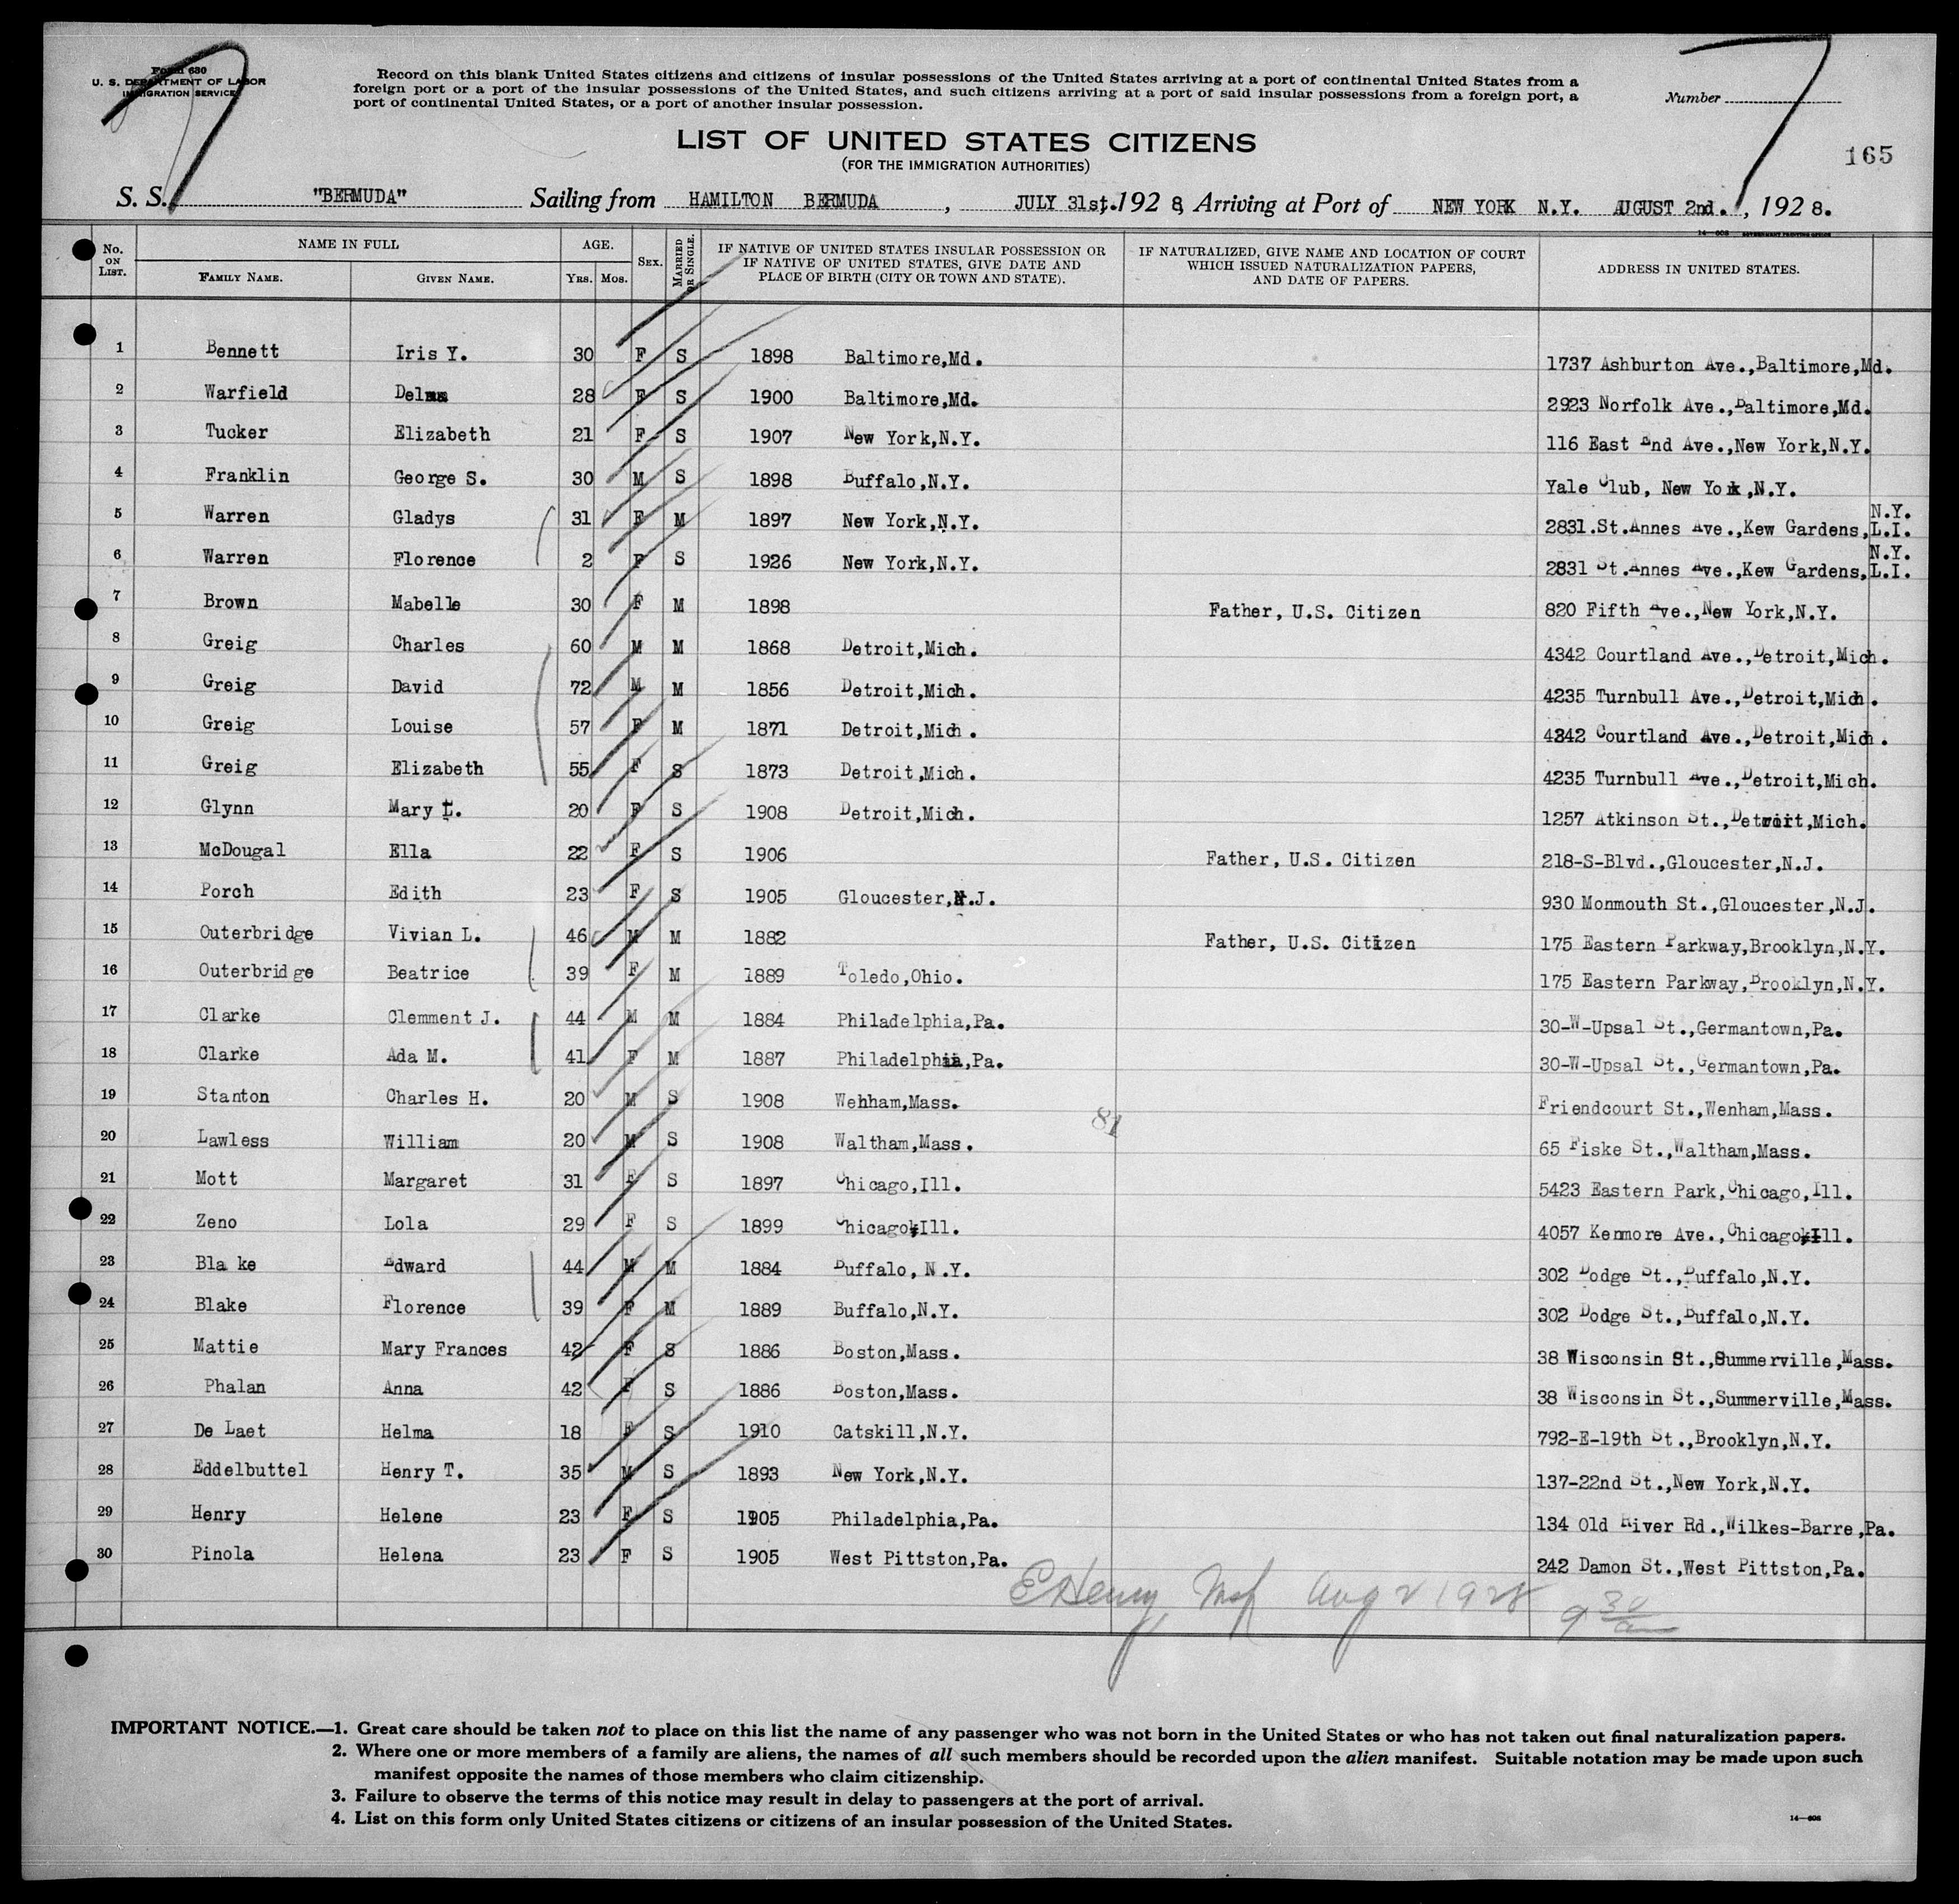 Form 630
U. S. DEPARTMENT OF LABOR
IMMIGRATION SERVICE
Record on this blank United States citizens and citizens of insular possessions of the United States arriving at a port of continental United States from a
foreign port or a port of the insular possessions of the United States, and such citizens arriving at a port of said insular possessions from a foreign port, a
port of continental United States, or a port of another insular possession.
Number
LIST OF UNITED STATES CITIZENS
(FOR THE IMMIGRATION AUTHORITIES)
165
S. S. "BERMUDA" Sailing from HAMILTON BERMUDA, JULY 31st. 1928, Arriving at Port of NEW YORK N.Y. AUGUST 2nd., 1928.
14—608 GOVERNMENT PRINTING OFFICE
No. ON LIST. NAME IN FULL FAMILY NAME. GIVEN NAME. AGE. YRS. MOS. SEX. MARRIED OR SINGLE. IF NATIVE OF UNITED STATES INSULAR POSSESSION OR IF NATIVE OF UNITED STATES, GIVE DATE AND PLACE OF BIRTH (CITY OR TOWN AND STATE). IF NATURALIZED, GIVE NAME AND LOCATION OF COURT WHICH ISSUED NATURALIZATION PAPERS, AND DATE OF PAPERS. ADDRESS IN UNITED STATES.
1 Bennett Iris Y. 30 F S 1898 Baltimore,Md. 1737 Ashburton Ave.,Baltimore,Md.
2 Warfield Delma 28 F S 1900 Baltimore,Md. 2923 Norfolk Ave.,Baltimore,Md.
3 Tucker Elizabeth 21 F S 1907 New York,N.Y. 116 East End Ave.,New York,N.Y.
4 Franklin George S. 30 M S 1898 Buffalo,N.Y. Yale Club, New York,N.Y.
5 Warren Gladys 31 F M 1897 New York,N.Y. 2831.St.Annes Ave.,Kew Gardens,L.I. N.Y.
6 Warren Florence 2 F S 1926 New York,N.Y. 2831 St.Annes Ave.,Kew Gardens,L.I. N.Y.
7 Brown Mabelle 30 F M 1898 Father, U.S. Citizen 820 Fifth Ave.,New York,N.Y.
8 Greig Charles 60 M M 1868 Detroit,Mich. 4342 Courtland Ave.,Detroit,Mich.
9 Greig David 72 M M 1856 Detroit,Mich. 4235 Turnbull Ave.,Detroit,Mich.
10 Greig Louise 57 F M 1871 Detroit,Mich. 4342 Courtland Ave.,Detroit,Mich.
11 Greig Elizabeth 55 F S 1873 Detroit,Mich. 4235 Turnbull Ave.,Detroit,Mich.
12 Glynn Mary L. 20 F S 1908 Detroit,Mich. 1257 Atkinson St.,Detroit,Mich.
13 McDougal Ella 22 F S 1906 Father, U.S. Citizen 218-S-Blvd.,Gloucester,N.J.
14 Porch Edith 23 F S 1905 Gloucester,N.J. 930 Monmouth St.,Gloucester,N.J.
15 Outerbridge Vivian L. 46 M M 1882 Father, U.S. Citizen 175 Eastern Parkway,Brooklyn,N.Y.
16 Outerbridge Beatrice 39 F M 1889 Toledo,Ohio. 175 Eastern Parkway,Brooklyn,N.Y.
17 Clarke Clemment J. 44 M M 1884 Philadelphia,Pa. 30-W-Upsal St.,Germantown,Pa.
18 Clarke Ada M. 41 F M 1887 Philadelphia,Pa. 30-W-Upsal St.,Germantown,Pa.
19 Stanton Charles H. 20 M S 1908 Wehham,Mass. Friendcourt St.,Wenham,Mass.
81
20 Lawless William 20 M S 1908 Waltham,Mass. 65 Fiske St.,Waltham,Mass.
21 Mott Margaret 31 F S 1897 Chicago,Ill. 5423 Eastern Park,Chicago,Ill.
22 Zeno Lola 29 F S 1899 Chicago,Ill. 4057 Kenmore Ave.,Chicago,Ill.
23 Blake Edward 44 M M 1884 Buffalo, N.Y. 302 Dodge St.,Buffalo,N.Y.
24 Blake Florence 39 F M 1889 Buffalo,N.Y. 302 Dodge St.,Buffalo,N.Y.
25 Mattie Mary Frances 42 F S 1886 Boston,Mass. 38 Wisconsin St.,Summerville,Mass.
26 Phalan Anna 42 F S 1886 Boston,Mass. 38 Wisconsin St.,Summerville,Mass.
27 De Laet Helma 18 F S 1910 Catskill,N.Y. 792-E-19th St.,Brooklyn,N.Y.
28 Eddelbuttel Henry T. 35 M S 1893 New York,N.Y. 137-22nd St.,New York,N.Y.
29 Henry Helene 23 F S 1905 Philadelphia,Pa. 134 Old River Rd.,Wilkes-Barre,Pa.
30 Pinola Helena 23 F S 1905 West Pittston,Pa. 242 Damon St.,West Pittston,Pa.
E Henry Insp Aug 2 1928 9 30 am
IMPORTANT NOTICE.—1. Great care should be taken not to place on this list the name of any passenger who was not born in the United States or who has not taken out final naturalization papers.
2. Where one or more members of a family are aliens, the names of all such members should be recorded upon the alien manifest. Suitable notation may be made upon such
manifest opposite the names of those members who claim citizenship.
3. Failure to observe the terms of this notice may result in delay to passengers at the port of arrival.
4. List on this form only United States citizens or citizens of an insular possession of the United States.
14—608